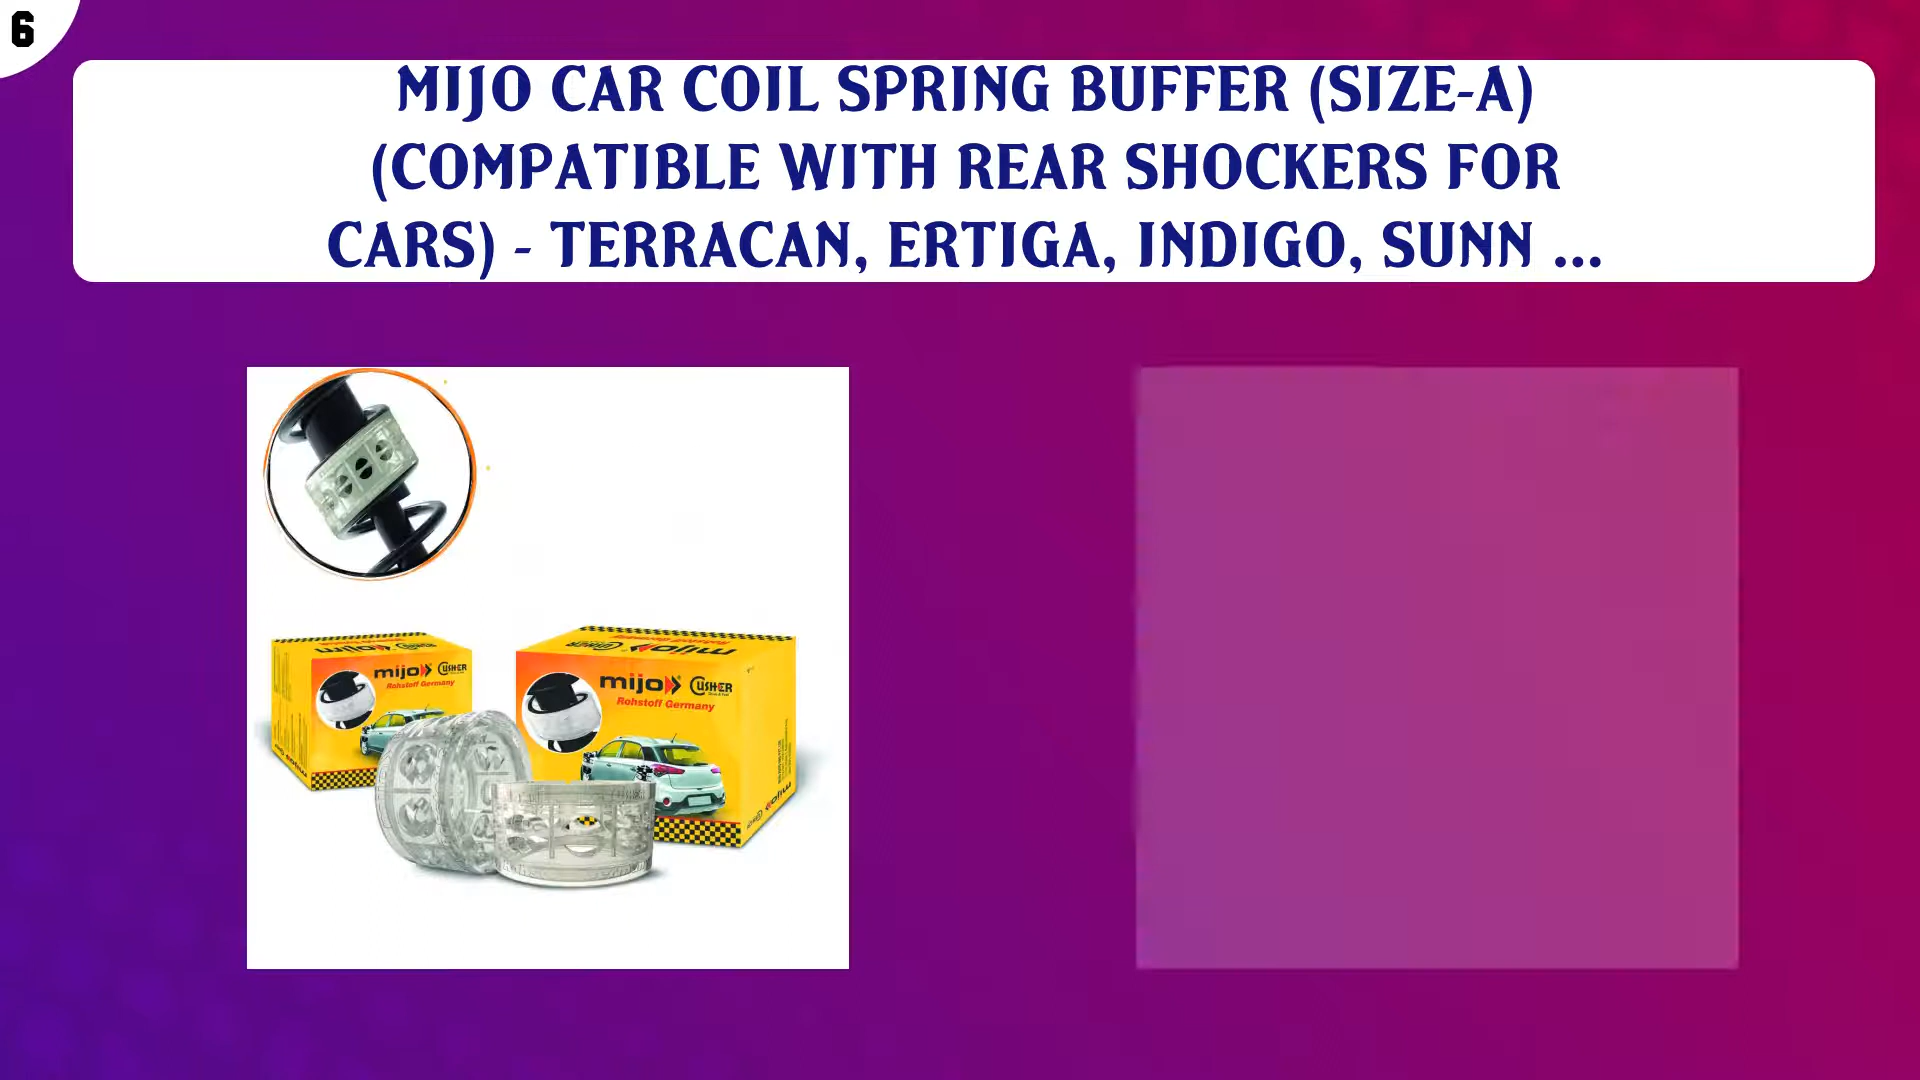 6
MIJO CAR COIL SPRING BUFFER (SIZE-A)
(COMPATIBLE WITH REAR SHOCKERS FOR
CARS) - TERRACAN, ERTIGA, INDIGO, SUNN ...
mijo CUSHER
Rohstoff Germany
mijo CUSHER
Rohstoff Germany